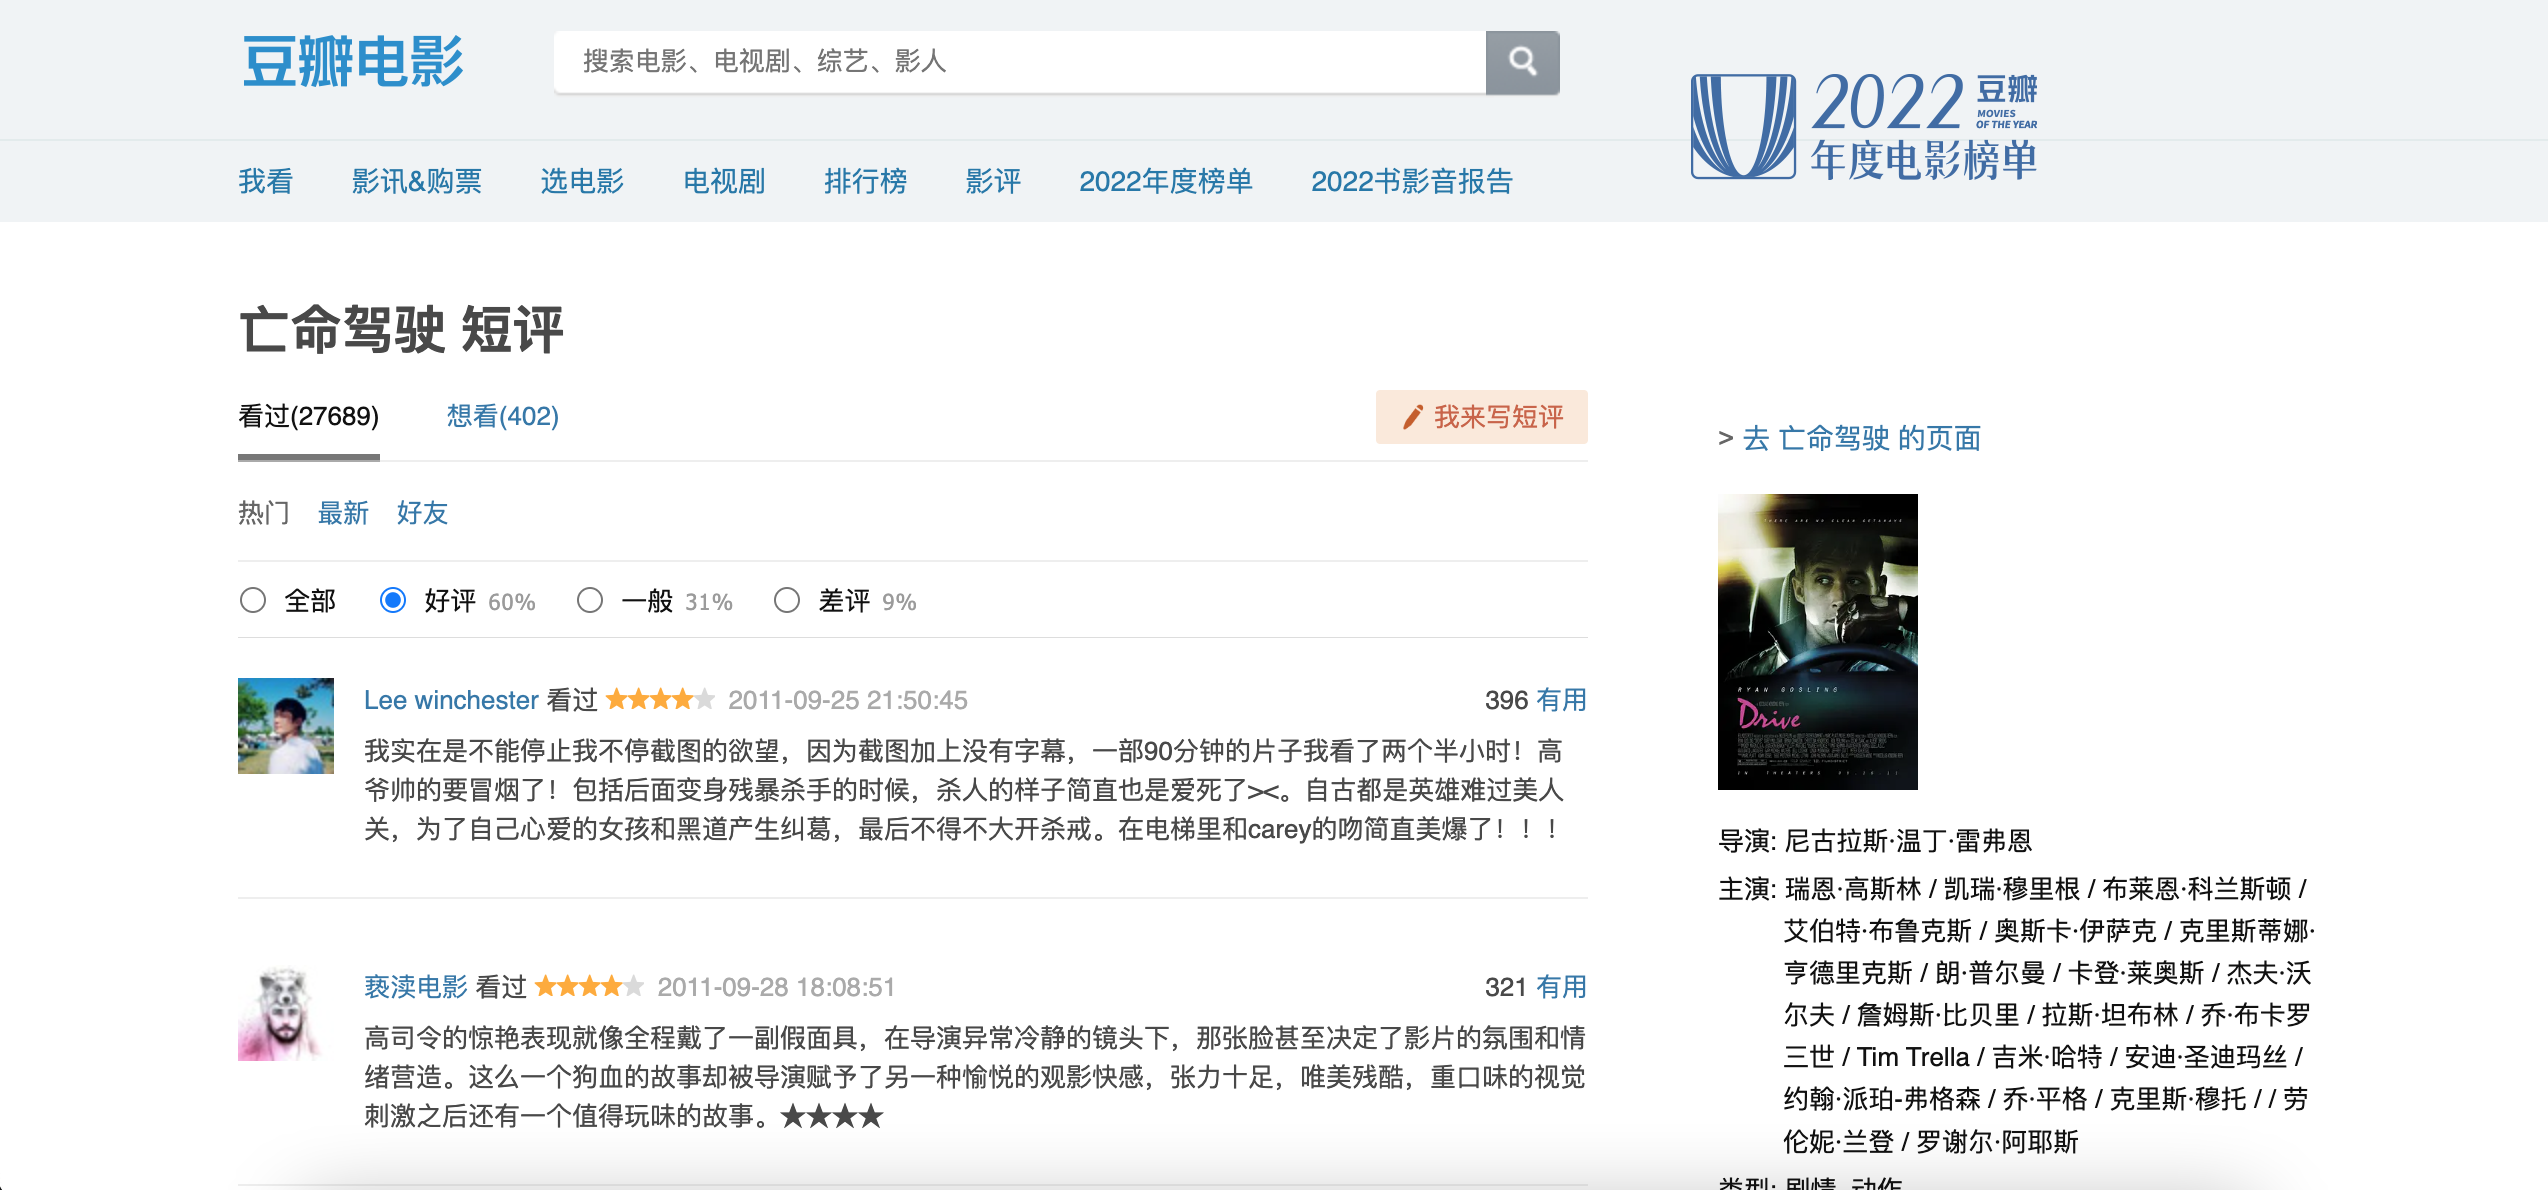 豆瓣电影
搜索电影、电视剧、综艺、影人
2022 豆瓣
MOVIES
OF THE YEAR
年度电影榜单
我看 影讯&购票 选电影 电视剧 排行榜 影评 2022年度榜单 2022书影音报告
亡命驾驶 短评
看过(27689) 想看(402) 我来写短评
热门 最新 好友
全部 好评 60% 一般 31% 差评 9%
Lee winchester 看过 ★★★★★ 2011-09-25 21:50:45 396 有用
我实在是不能停止我不停截图的欲望，因为截图加上没有字幕，一部90分钟的片子我看了两个半小时！高
爷帅的要冒烟了！包括后面变身残暴杀手的时候，杀人的样子简直也是爱死了><。自古都是英雄难过美人
关，为了自己心爱的女孩和黑道产生纠葛，最后不得不大开杀戒。在电梯里和carey的吻简直美爆了！！！
亵渎电影 看过 ★★★★★ 2011-09-28 18:08:51 321 有用
高司令的惊艳表现就像全程戴了一副假面具，在导演异常冷静的镜头下，那张脸甚至决定了影片的氛围和情
绪营造。这么一个狗血的故事却被导演赋予了另一种愉悦的观影快感，张力十足，唯美残酷，重口味的视觉
刺激之后还有一个值得玩味的故事。★★★★
> 去 亡命驾驶 的页面
THERE ARE NO CLEAN GETAWAYS
RYAN GOSLING
Drive
导演: 尼古拉斯·温丁·雷弗恩
主演: 瑞恩·高斯林 / 凯瑞·穆里根 / 布莱恩·科兰斯顿 /
艾伯特·布鲁克斯 / 奥斯卡·伊萨克 / 克里斯蒂娜·
亨德里克斯 / 朗·普尔曼 / 卡登·莱奥斯 / 杰夫·沃
尔夫 / 詹姆斯·比贝里 / 拉斯·坦布林 / 乔·布卡罗
三世 / Tim Trella / 吉米·哈特 / 安迪·圣迪玛丝 /
约翰·派珀-弗格森 / 乔·平格 / 克里斯·穆托 / / 劳
伦妮·兰登 / 罗谢尔·阿耶斯
类型: 剧情, 动作